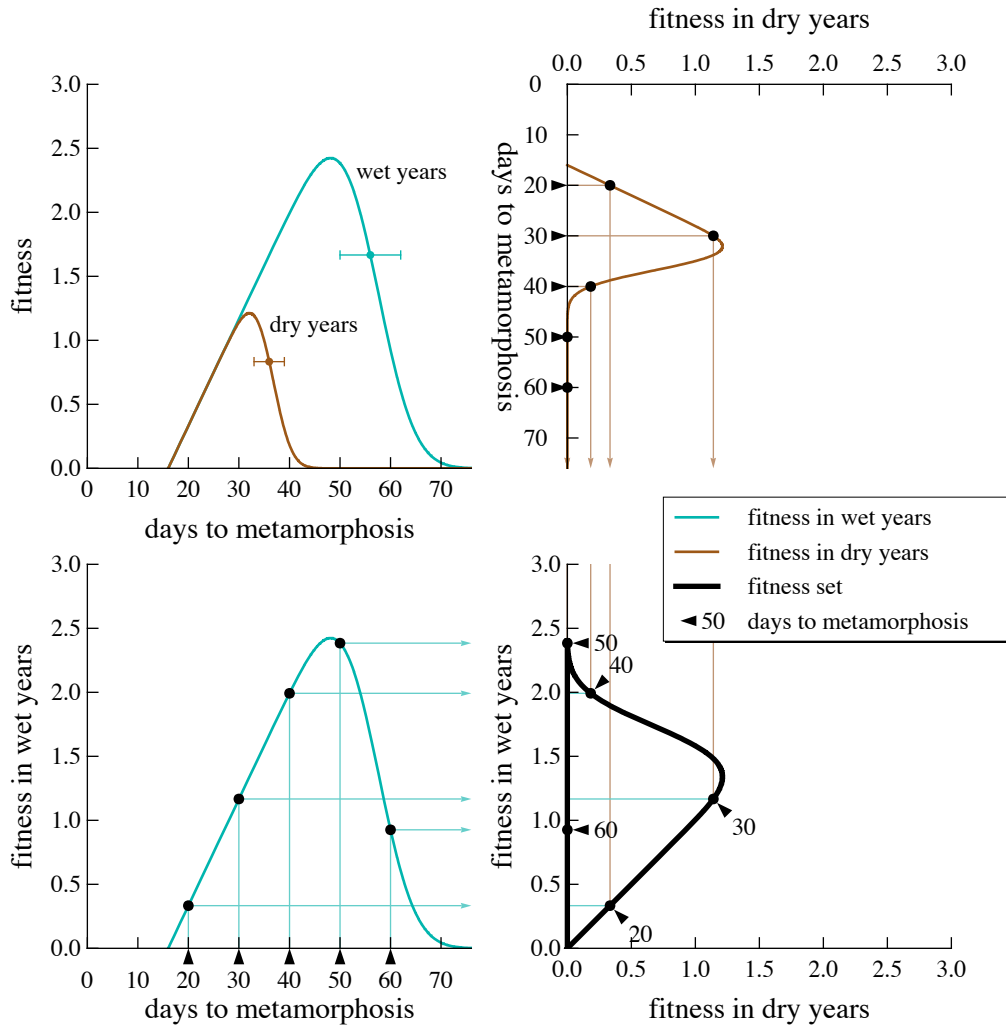 fitness in dry years
0.0 0.5 1.0 1.5 2.0 2.5 3.0
3.0
2.5
2.0
1.5
1.0
0.5
0.0
fitness
wet years
dry years
0 10 20 30 40 50 60 70
days to metamorphosis
0
10
20
30
40
50
60
70
days to metamorphosis
fitness in wet years
fitness in dry years
fitness set
50 days to metamorphosis
3.0
2.5
2.0
1.5
1.0
0.5
0.0
fitness in wet years
0 10 20 30 40 50 60 70
days to metamorphosis
3.0
2.5
2.0
1.5
1.0
0.5
0.0
fitness in wet years
50
40
30
60
20
0.0 0.5 1.0 1.5 2.0 2.5 3.0
fitness in dry years